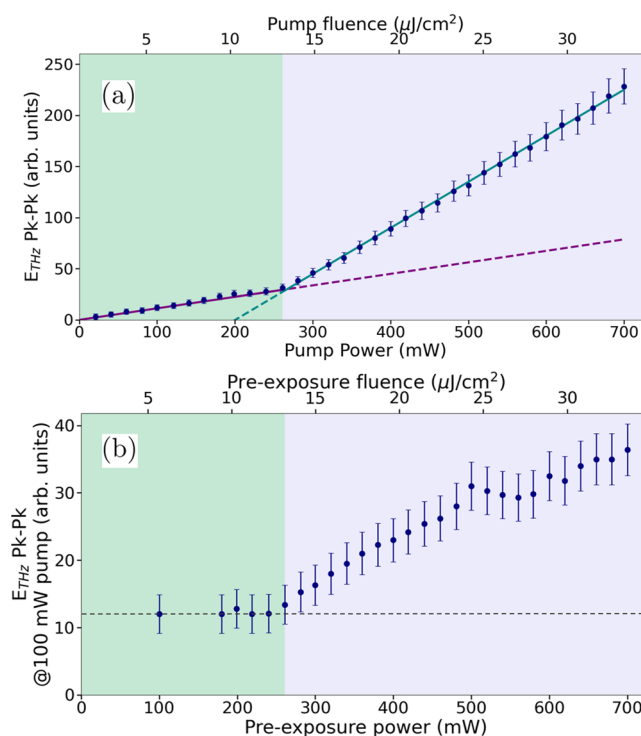 Pump fluence (μJ/cm²)
5 10 15 20 25 30
(a)
E_THz Pk-Pk (arb. units)
250
200
150
100
50
0
0 100 200 300 400 500 600 700
Pump Power (mW)
Pre-exposure fluence (μJ/cm²)
5 10 15 20 25 30
(b)
E_THz Pk-Pk
@100 mW pump (arb. units)
40
30
20
10
0
0 100 200 300 400 500 600 700
Pre-exposure power (mW)